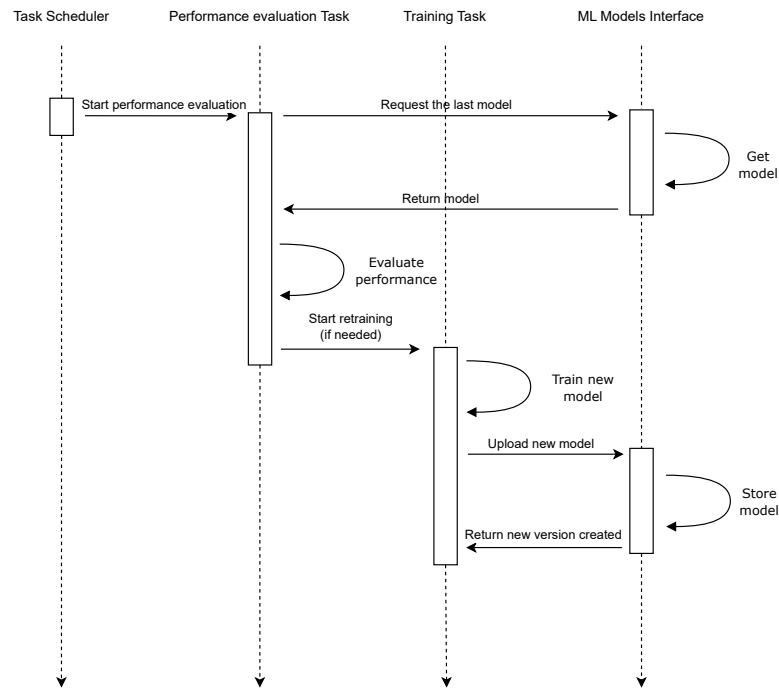 Task Scheduler
Performance evaluation Task
Training Task
ML Models Interface
Start performance evaluation
Request the last model
Get
model
Return model
Evaluate
performance
Start retraining
(if needed)
Train new
model
Upload new model
Store
model
Return new version created